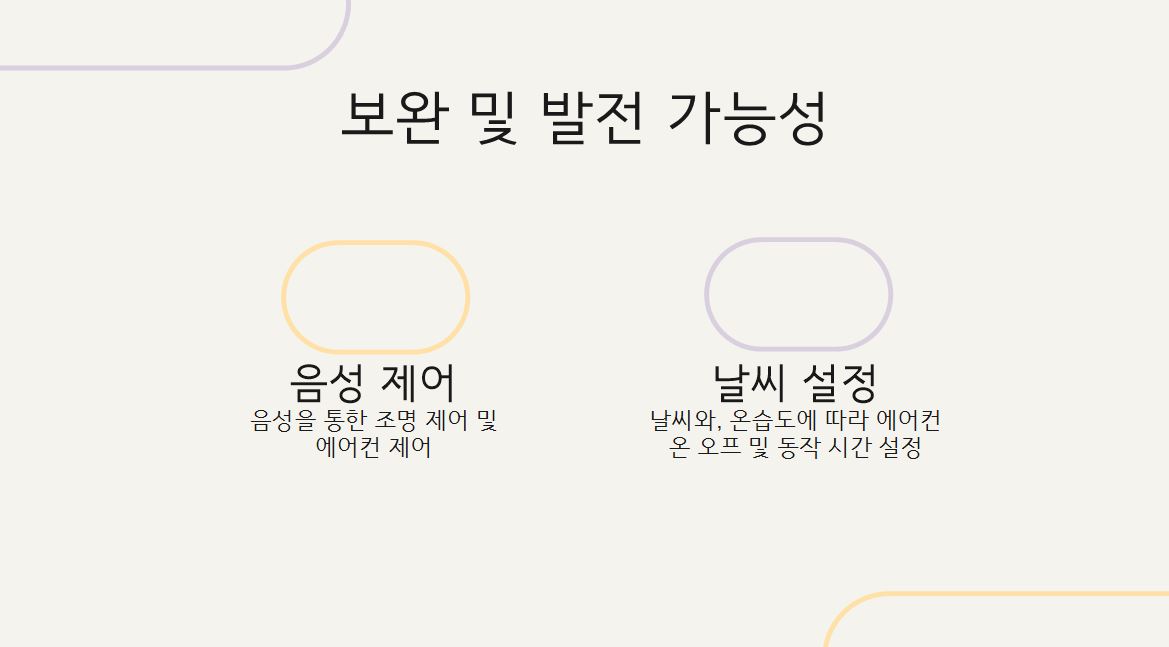 보완 및 발전 가능성
음성 제어
음성을 통한 조명 제어 및
에어컨 제어
날씨 설정
날씨와, 온습도에 따라 에어컨
온 오프 및 동작 시간 설정